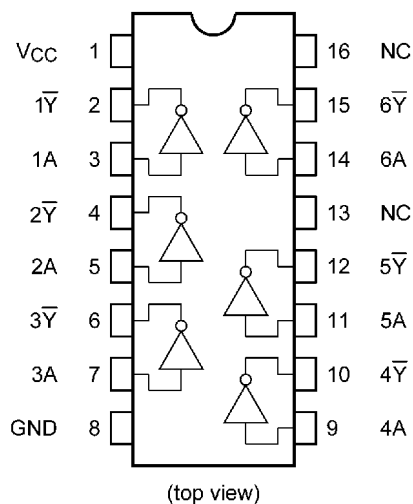 VCC 1 16 NC
1Y̅ 2 15 6Y̅
1A 3 14 6A
2Y̅ 4 13 NC
2A 5 12 5Y̅
3Y̅ 6 11 5A
3A 7 10 4Y̅
GND 8 9 4A
(top view)